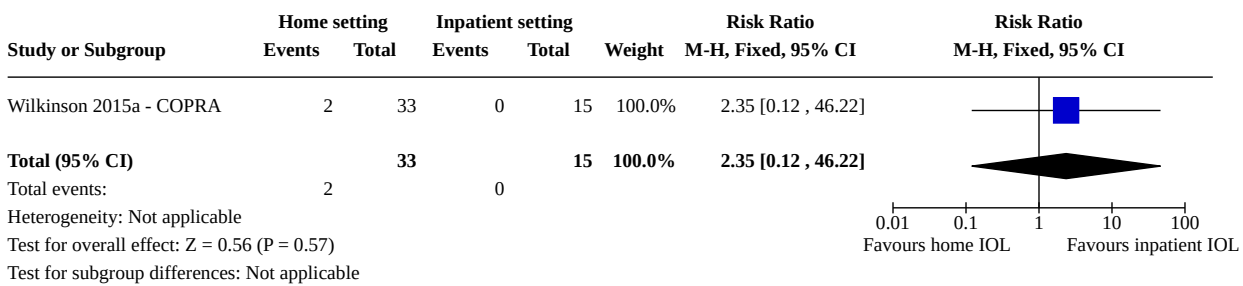 Home setting Inpatient setting Risk Ratio Risk Ratio
Study or Subgroup Events Total Events Total Weight M-H, Fixed, 95% CI M-H, Fixed, 95% CI
Wilkinson 2015a - COPRA 2 33 0 15 100.0% 2.35 [0.12 , 46.22]
Total (95% CI) 33 15 100.0% 2.35 [0.12 , 46.22]
Total events: 2 0
Heterogeneity: Not applicable
0.01 0.1 1 10 100
Test for overall effect: Z = 0.56 (P = 0.57) Favours home IOL Favours inpatient IOL
Test for subgroup differences: Not applicable